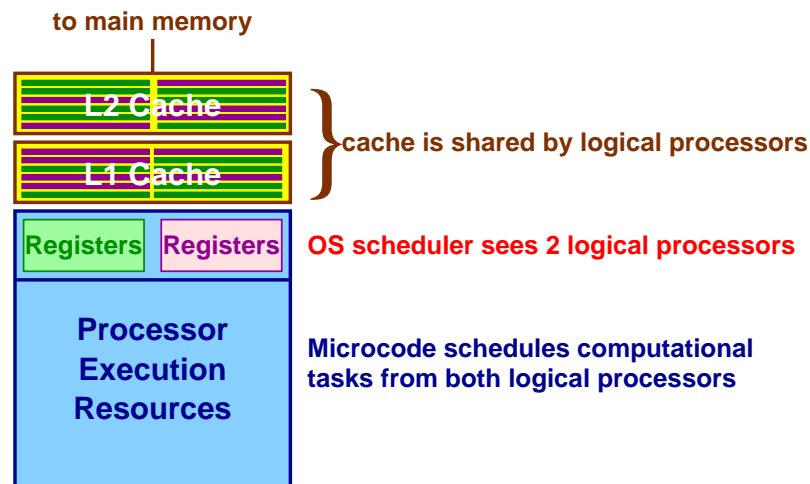 to main memory
L2 Cache
cache is shared by logical processors
L1 Cache
Registers Registers
OS scheduler sees 2 logical processors
Processor
Execution
Resources
Microcode schedules computational
tasks from both logical processors